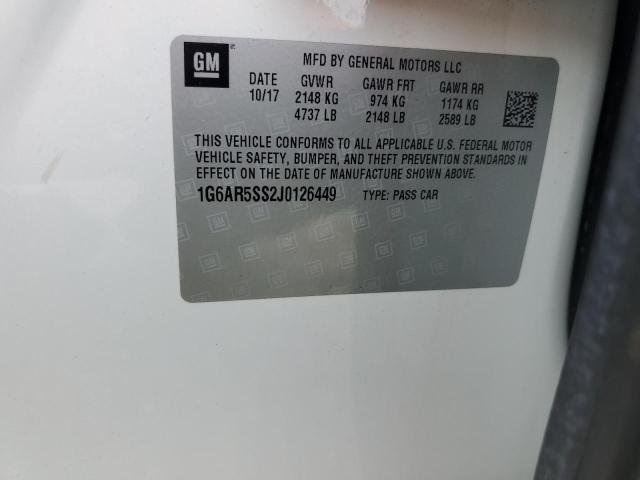 GM
MFD BY GENERAL MOTORS LLC
DATE GVWR GAWR FRT GAWR RR
10/17 2148 KG 974 KG 1174 KG
4737 LB 2148 LB 2589 LB
THIS VEHICLE CONFORMS TO ALL APPLICABLE U.S. FEDERAL MOTOR
VEHICLE SAFETY, BUMPER, AND THEFT PREVENTION STANDARDS IN
EFFECT ON THE DATE OF MANUFACTURE SHOWN ABOVE.
1G6AR5SS2J0126449 TYPE: PASS CAR